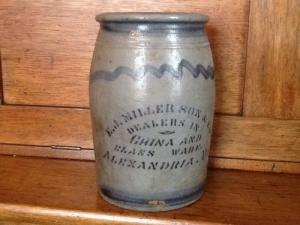 E.J. MILLER SON &
DEALERS IN
CHINA AND
GLASS WARE.
ALEXANDRIA,